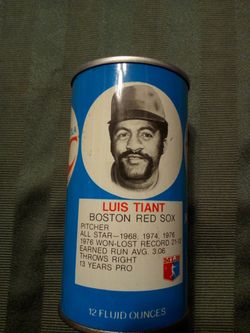 LUIS TIANT
BOSTON RED SOX
PITCHER
ALL STAR—1968, 1974, 1976
1976 WON-LOST RECORD 21-12
EARNED RUN AVG. 3.06
THROWS RIGHT
13 YEARS PRO
12 FLUID OUNCES